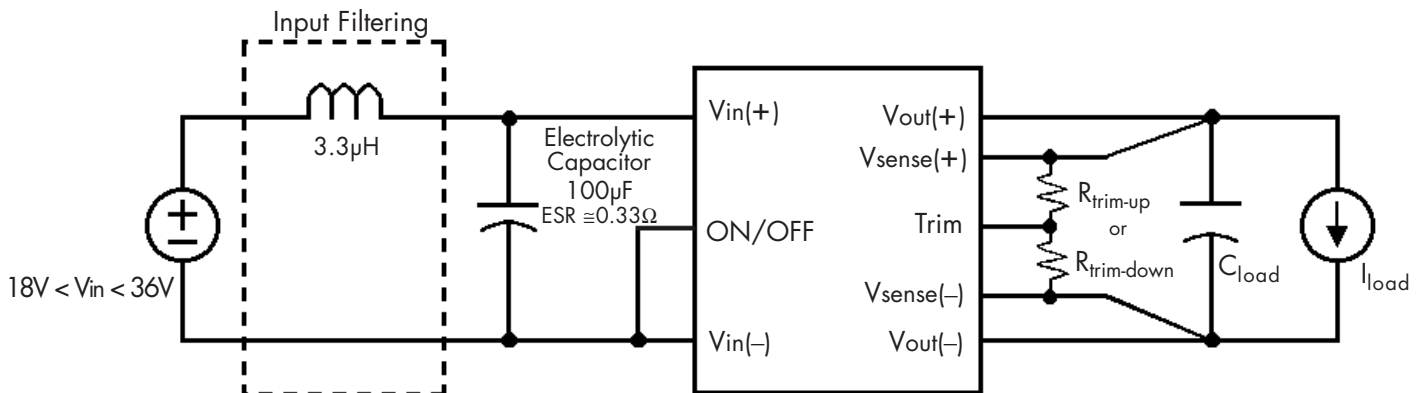 Input Filtering
3.3μH
Electrolytic
Capacitor
100μF
ESR ≅0.33Ω
18V < Vin < 36V
Vin(+)
ON/OFF
Vin(–)
Vout(+)
Vsense(+)
Trim
Vsense(–)
Vout(–)
Rtrim-up
or
Rtrim-down
Cload
Iload